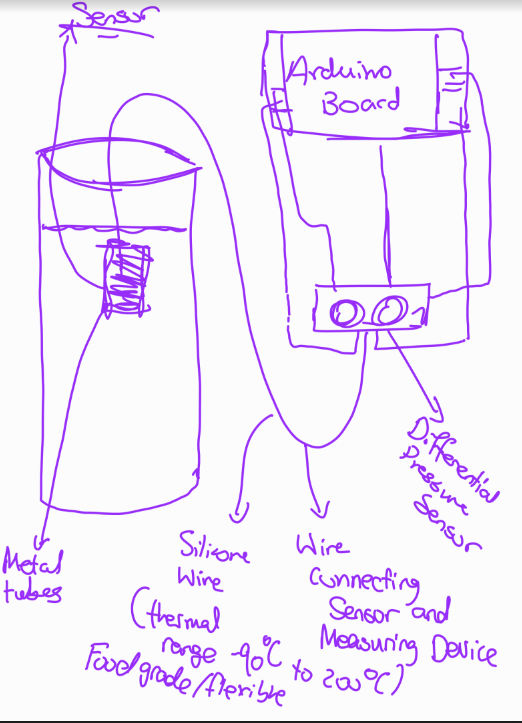 Sensor
Arduino
Board
Differential
Pressure
Sensor
Metal
tubes
Silicone
Wire
(thermal
range -90°C to 200°C)
Food grade/flexible
Wire
Connecting
Sensor and
Measuring Device